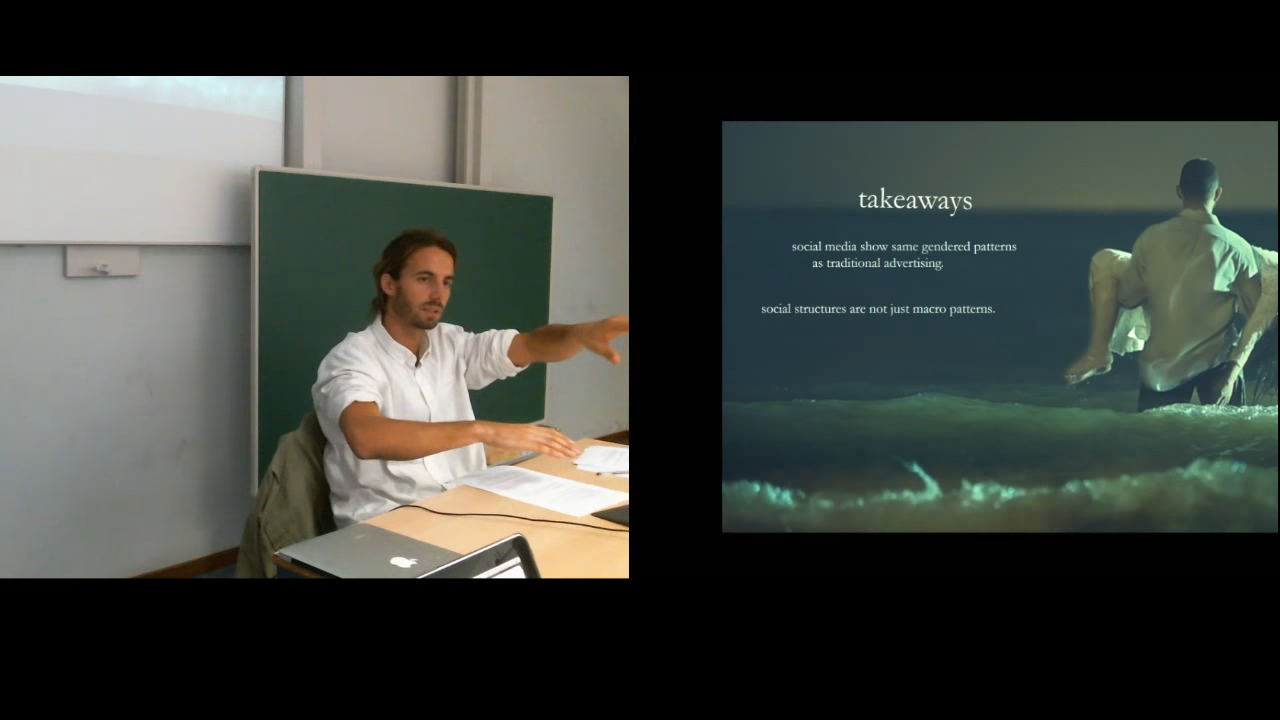 takeaways
social media show same gendered patterns
as traditional advertising.
social structures are not just macro patterns.